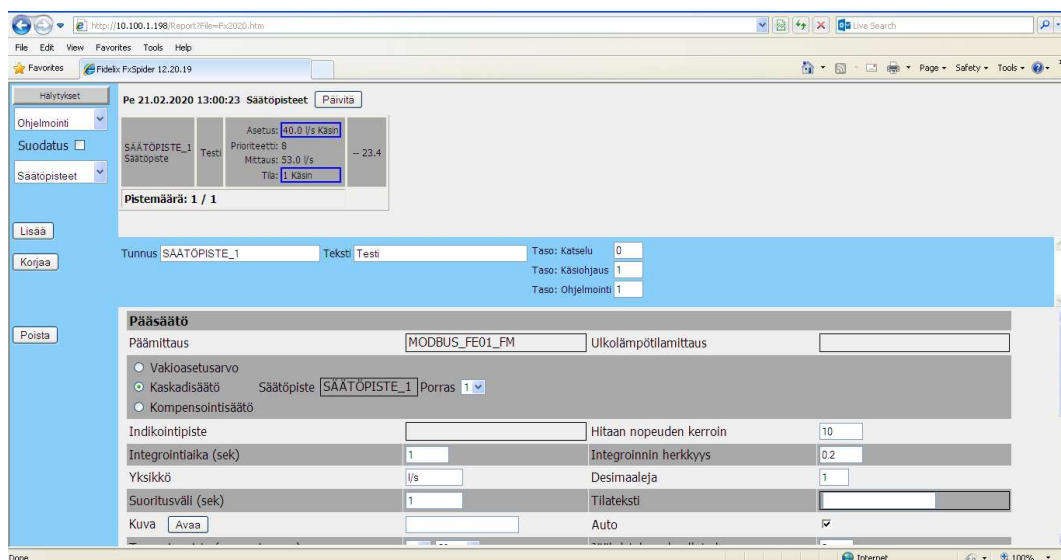 http://10.100.1.198/Report?File=Fx2020.htm
Live Search
File Edit View Favorites Tools Help
Favorites Fidelix FxSpider 12.20.19 Page Safety Tools
Hälytykset
Pe 21.02.2020 13:00:23 Säätöpisteet Päivitä
Ohjelmointi
Suodatus
Säätöpisteet
SÄÄTÖPISTE_1
Säätöpiste
Testi
Asetus: 40.0 l/s Käsin
Prioriteetti: 8
Mittaus: 53.0 l/s
Tila: 1 Käsin
-- 23.4
Pistemäärä: 1 / 1
Lisää
Korjaa
Poista
Tunnus SÄÄTÖPISTE_1 Teksti Testi Taso: Katselu 0
Taso: Käsiohjaus 1
Taso: Ohjelmointi 1
Pääsäätö
Päämittaus MODBUS_FE01_FM Ulkolämpötilamittaus
Vakioasetusarvo
Kaskadisäätö Säätöpiste SÄÄTÖPISTE_1 Porras 1
Kompensointisäätö
Indikointipiste Hitaan nopeuden kerroin 10
Integrointiaika (sek) 1 Integroinnin herkkyys 0.2
Yksikkö l/s Desimaaleja 1
Suoritusväli (sek) 1 Tilateksti
Kuva Avaa Auto
Done Internet 100%